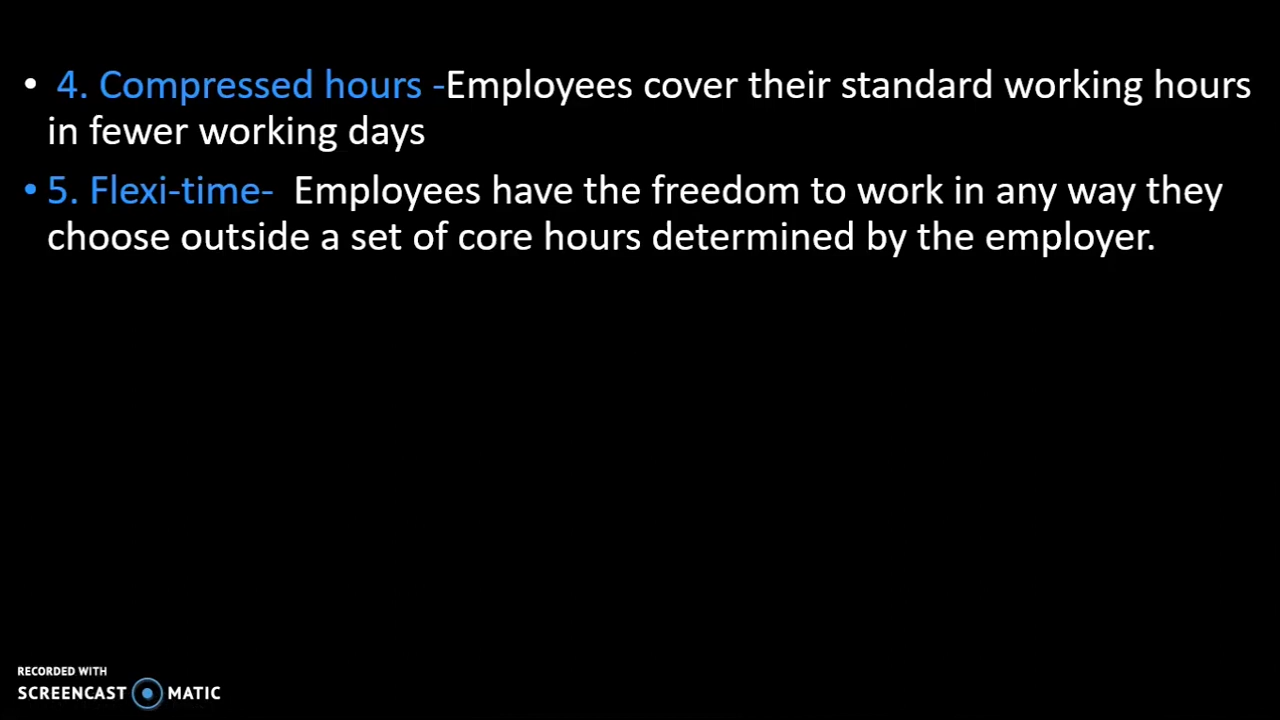 • 4. Compressed hours -Employees cover their standard working hours
in fewer working days
• 5. Flexi-time- Employees have the freedom to work in any way they
choose outside a set of core hours determined by the employer.
RECORDED WITH
SCREENCAST MATIC